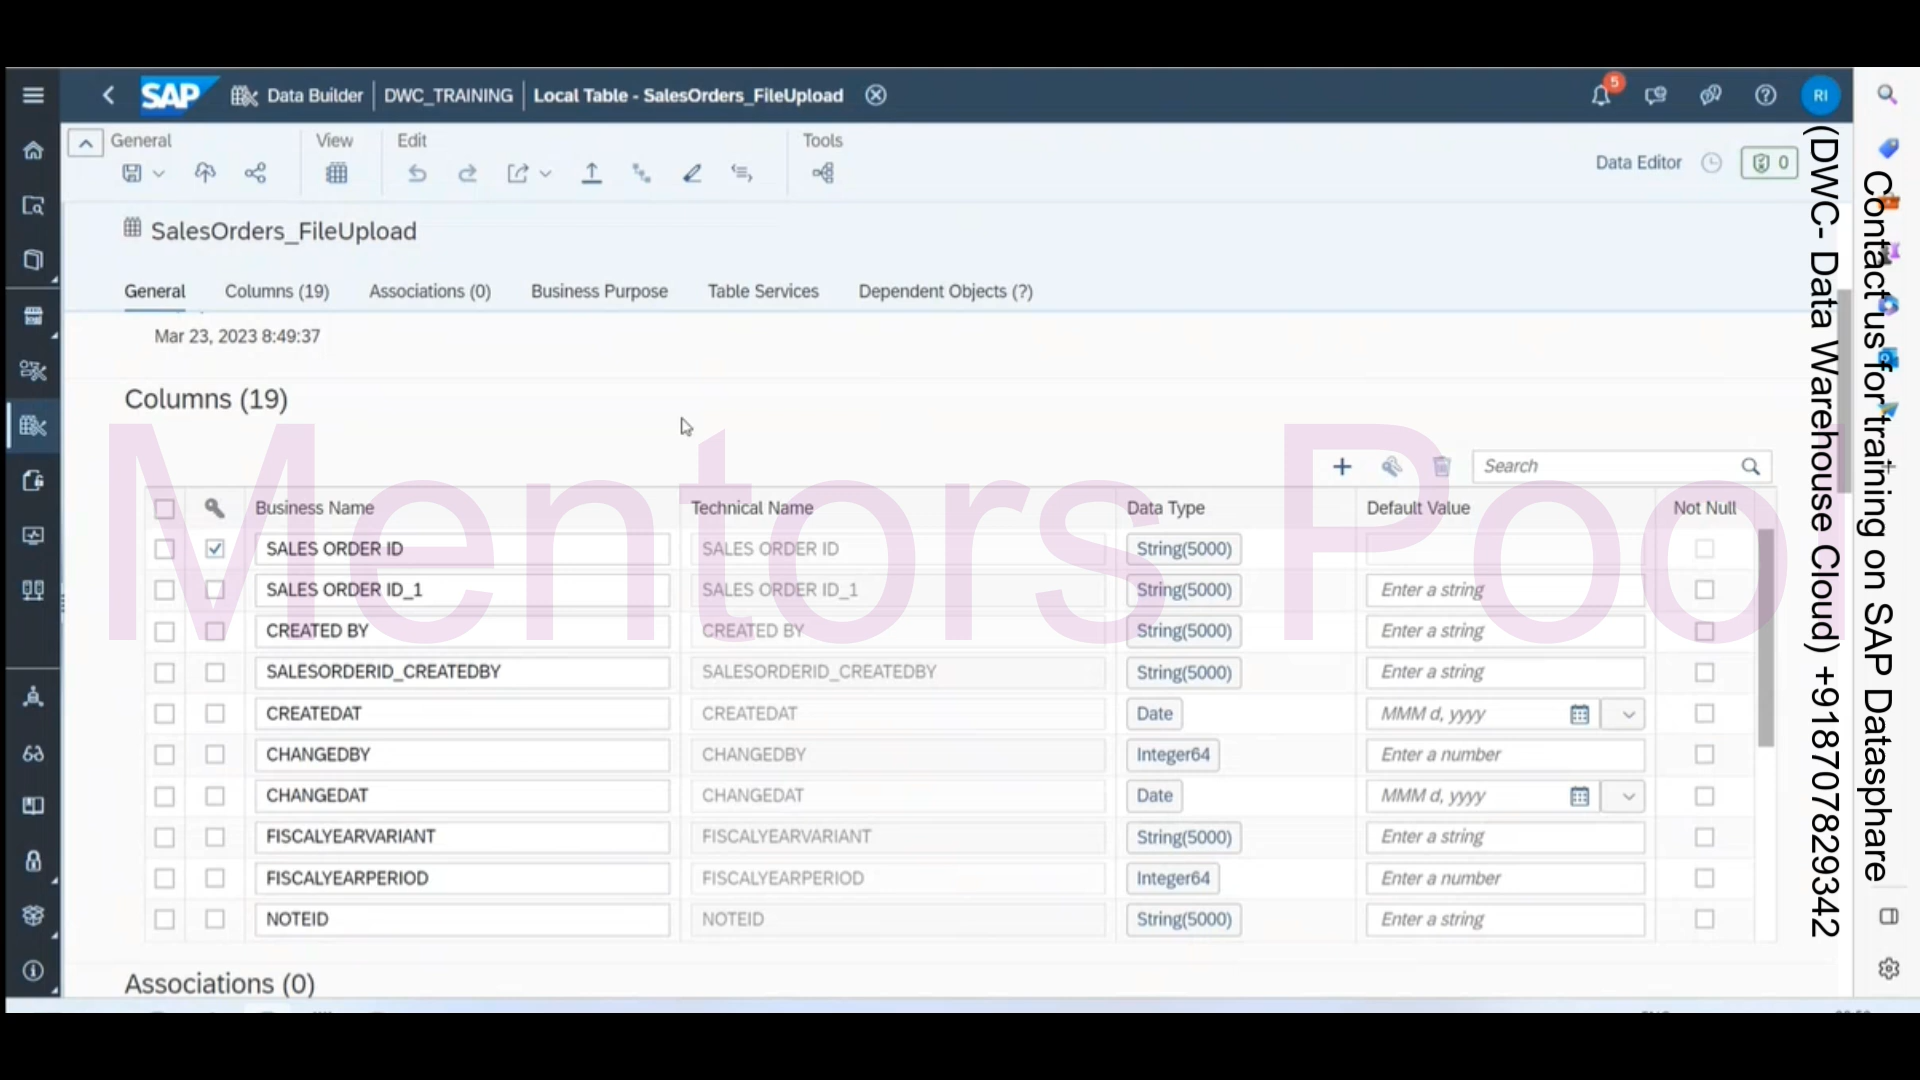 SAP Data Builder DWC_TRAINING Local Table - SalesOrders_FileUpload 5 RI
General View Edit Tools
Data Editor 0
SalesOrders_FileUpload
General Columns (19) Associations (0) Business Purpose Table Services Dependent Objects (?)
Mar 23, 2023 8:49:37
Columns (19)
Search
Business Name Technical Name Data Type Default Value Not Null
SALES ORDER ID SALES ORDER ID String(5000)
SALES ORDER ID_1 SALES ORDER ID_1 String(5000) Enter a string
CREATED BY CREATED BY String(5000) Enter a string
SALESORDERID_CREATEDBY SALESORDERID_CREATEDBY String(5000) Enter a string
CREATEDAT CREATEDAT Date MMM d, yyyy
CHANGEDBY CHANGEDBY Integer64 Enter a number
CHANGEDAT CHANGEDAT Date MMM d, yyyy
FISCALYEARVARIANT FISCALYEARVARIANT String(5000) Enter a string
FISCALYEARPERIOD FISCALYEARPERIOD Integer64 Enter a number
NOTEID NOTEID String(5000) Enter a string
Associations (0)
Mentors Pool
Contact us for training on SAP Datasphare
(DWC- Data Warehouse Cloud) +918707829342